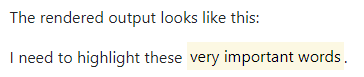 The rendered output looks like this:
I need to highlight these very important words.